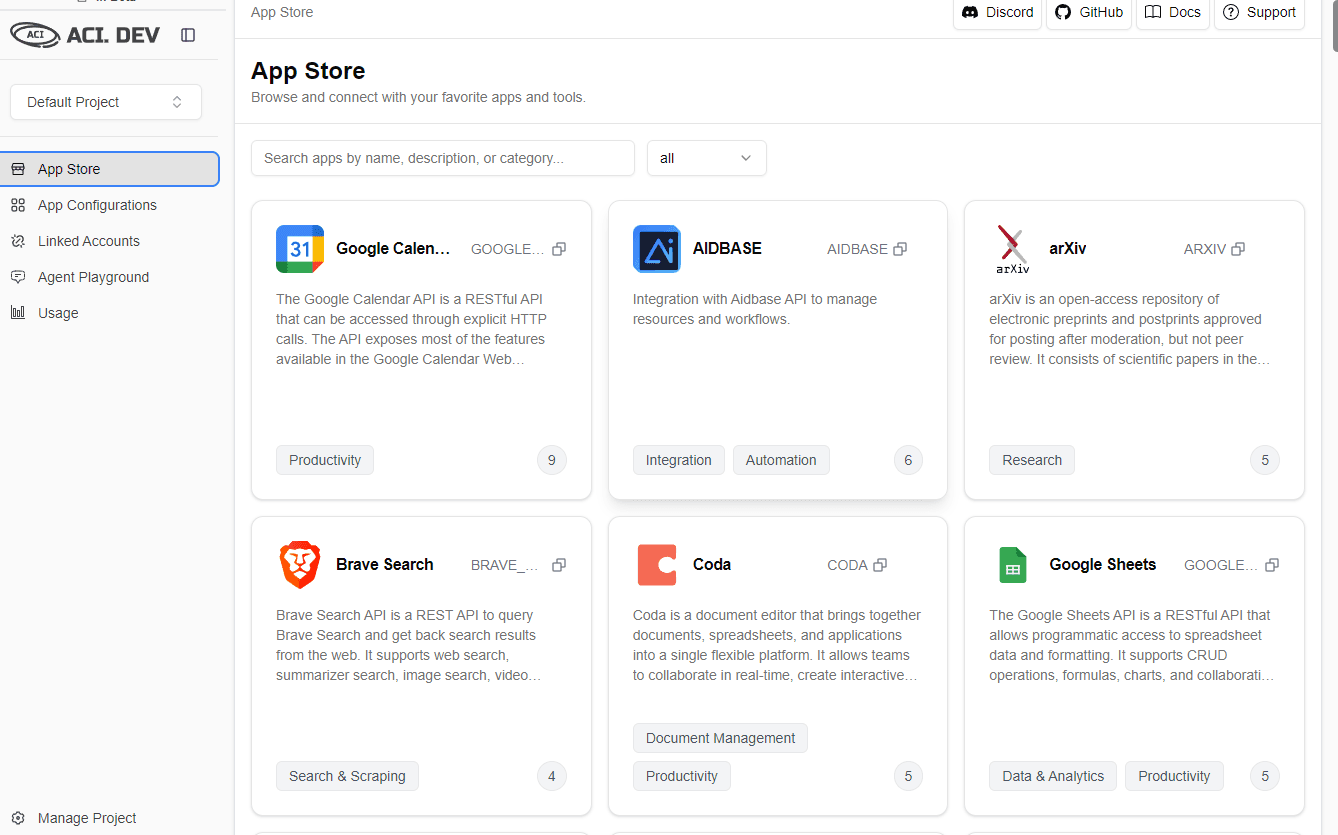 App Store
Discord
GitHub
Docs
Support
ACI
ACI. DEV
Default Project
App Store
App Configurations
Linked Accounts
Agent Playground
Usage
Manage Project
App Store
Browse and connect with your favorite apps and tools.
Search apps by name, description, or category...
all
31
Google Calen...
GOOGLE...
The Google Calendar API is a RESTful API
that can be accessed through explicit HTTP
calls. The API exposes most of the features
available in the Google Calendar Web...
Productivity
9
Ai
AIDBASE
AIDBASE
Integration with Aidbase API to manage
resources and workflows.
Integration
Automation
6
arXiv
arXiv
ARXIV
arXiv is an open-access repository of
electronic preprints and postprints approved
for posting after moderation, but not peer
review. It consists of scientific papers in the...
Research
5
Brave Search
BRAVE_...
Brave Search API is a REST API to query
Brave Search and get back search results
from the web. It supports web search,
summarizer search, image search, video...
Search & Scraping
4
Coda
CODA
Coda is a document editor that brings together
documents, spreadsheets, and applications
into a single flexible platform. It allows teams
to collaborate in real-time, create interactive...
Document Management
Productivity
5
Google Sheets
GOOGLE...
The Google Sheets API is a RESTful API that
allows programmatic access to spreadsheet
data and formatting. It supports CRUD
operations, formulas, charts, and collaborati...
Data & Analytics
Productivity
5